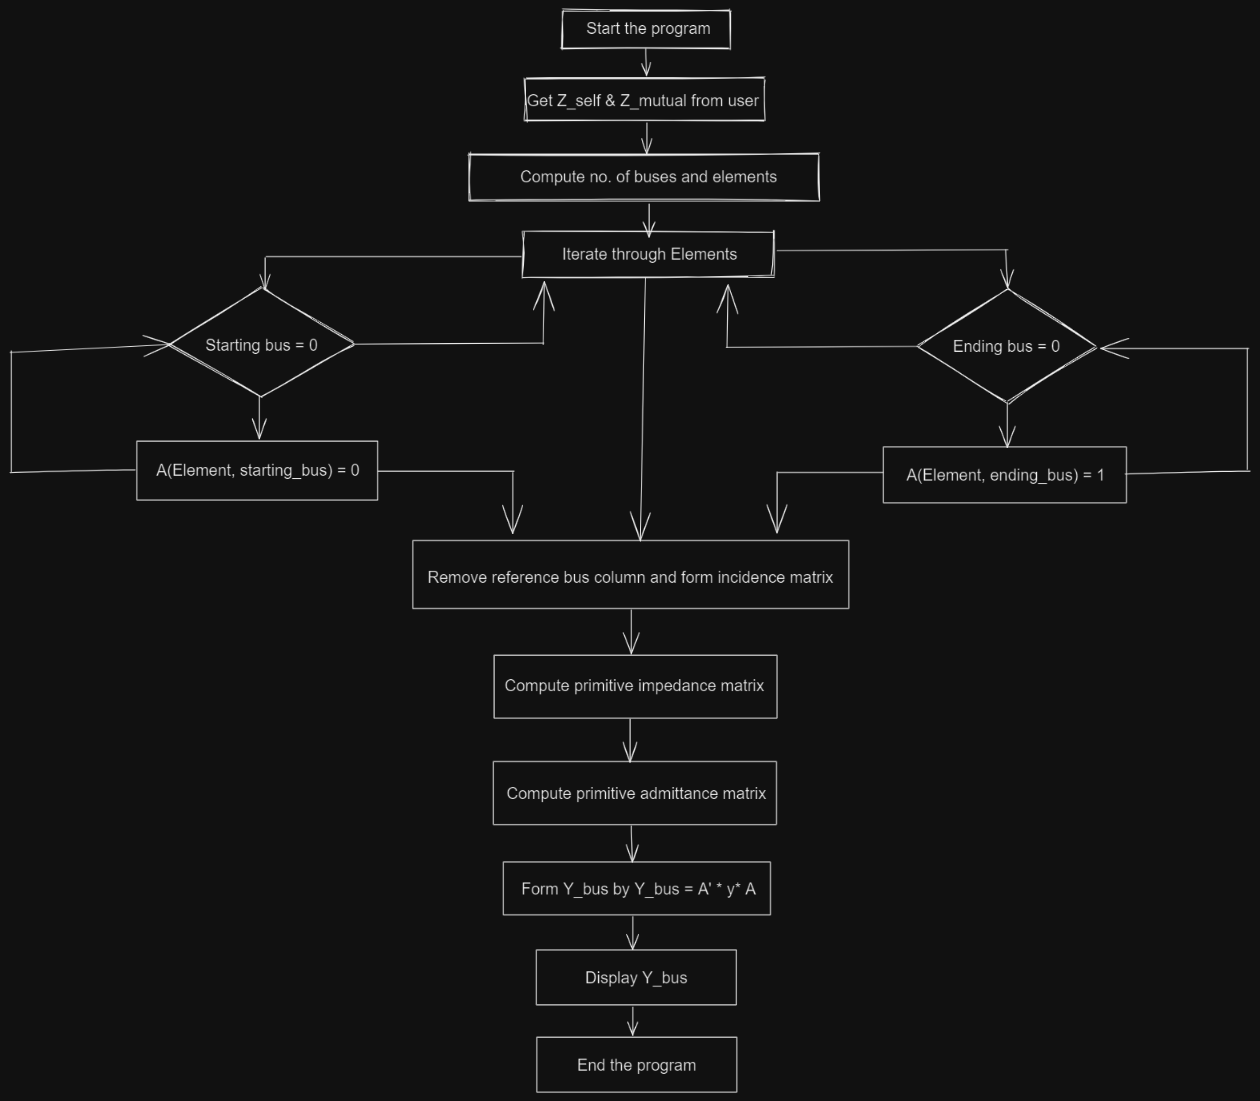 Start the program
Get Z_self & Z_mutual from user
Compute no. of buses and elements
Iterate through Elements
Starting bus = 0
Ending bus = 0
A(Element, starting_bus) = 0
A(Element, ending_bus) = 1
Remove reference bus column and form incidence matrix
Compute primitive impedance matrix
Compute primitive admittance matrix
Form Y_bus by Y_bus = A' * y* A
Display Y_bus
End the program